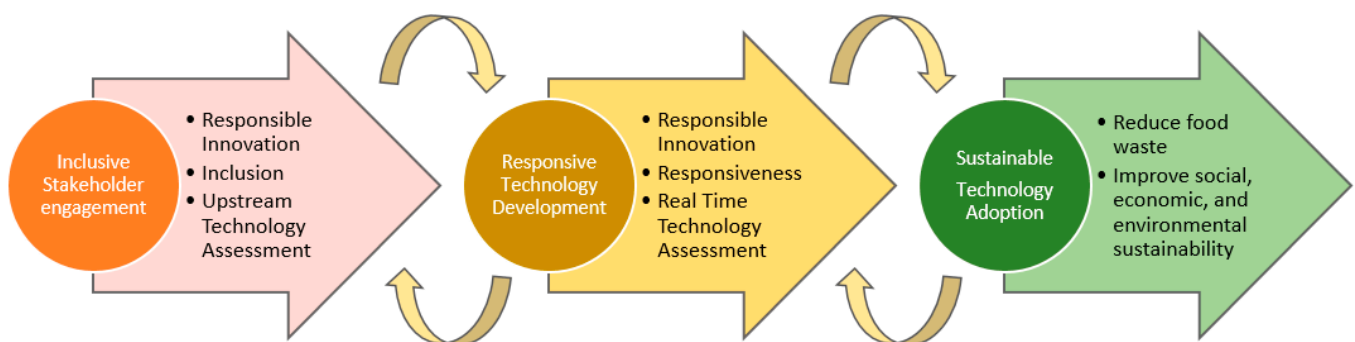 Inclusive
Stakeholder
engagement
• Responsible
Innovation
• Inclusion
• Upstream
Technology
Assessment
Responsive
Technology
Development
• Responsible
Innovation
• Responsiveness
• Real Time
Technology
Assessment
Sustainable
Technology
Adoption
• Reduce food
waste
• Improve social,
economic, and
environmental
sustainability